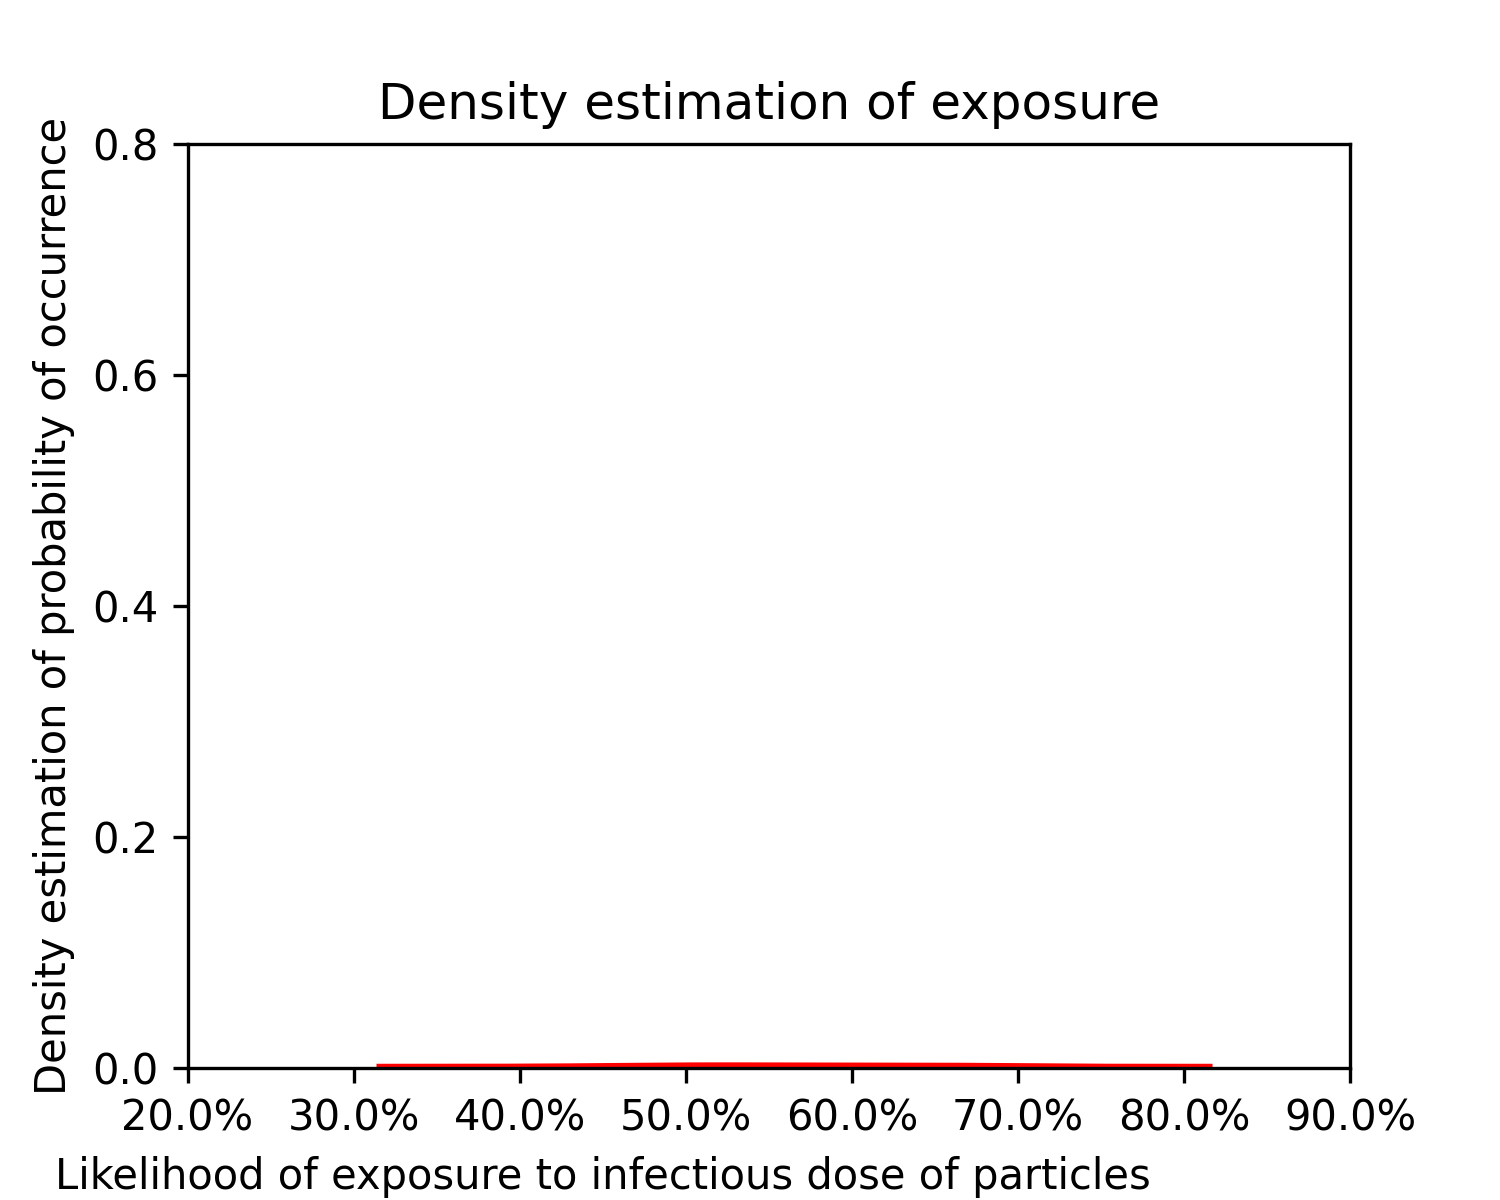 Density estimation of exposure
Density estimation of probability of occurrence
0.8
0.6
0.4
0.2
0.0
20.0% 30.0% 40.0% 50.0% 60.0% 70.0% 80.0% 90.0%
Likelihood of exposure to infectious dose of particles